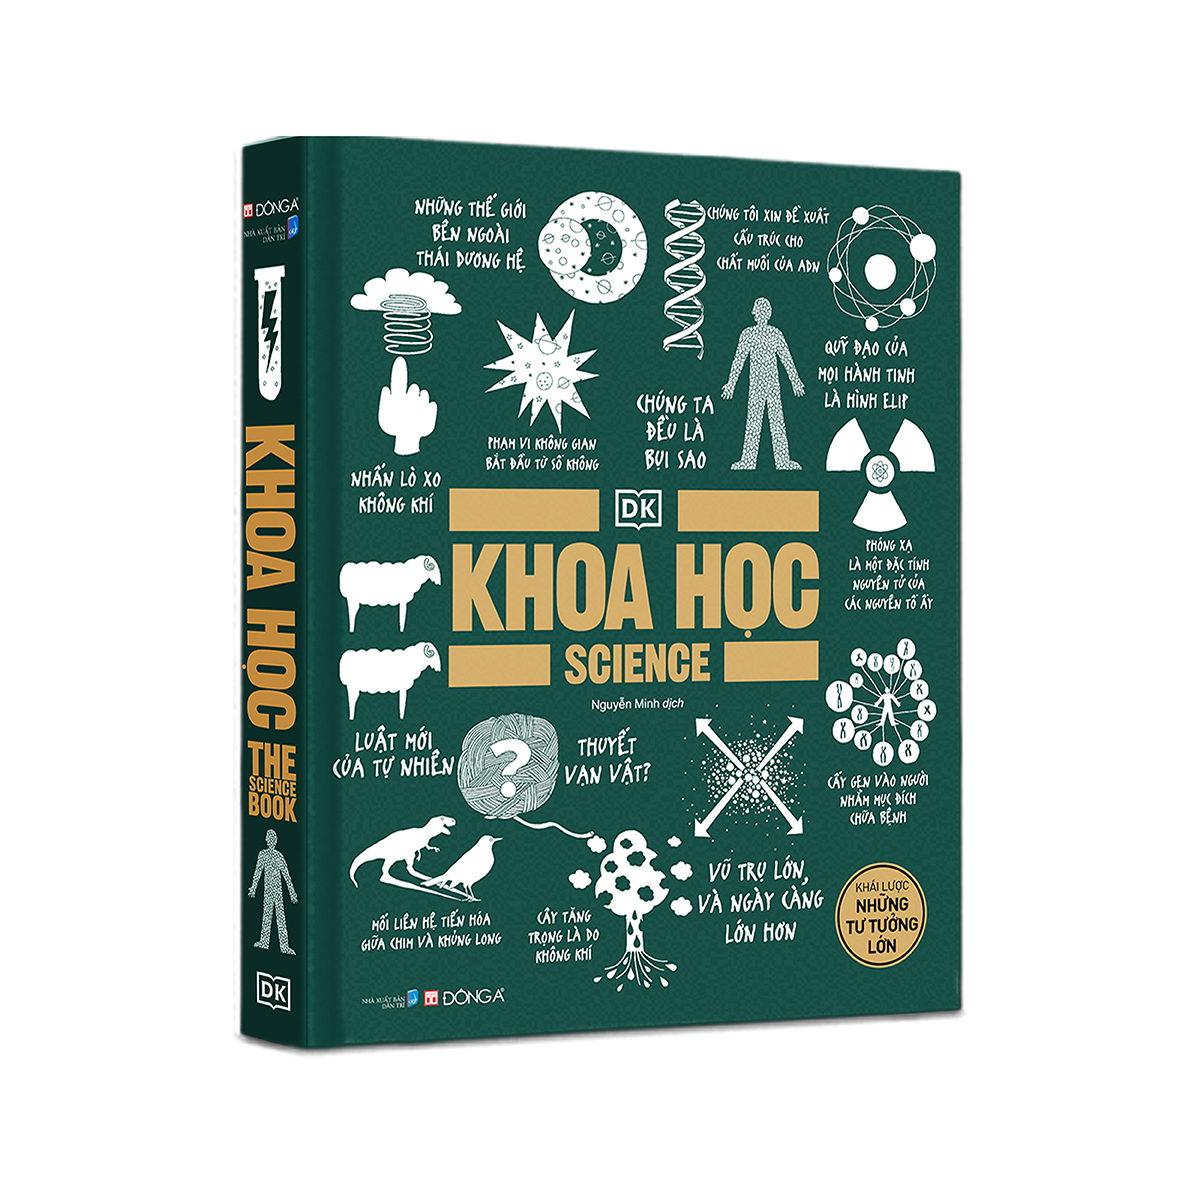 ĐÔNG A
NHÀ XUẤT BẢN
DÂN TRÍ
KHOA HỌC
THE
SCIENCE
BOOK
DK
NHỮNG THẾ GIỚI
BÊN NGOÀI
THÁI DƯƠNG HỆ
CHÚNG TÔI XIN ĐỀ XUẤT
CẤU TRÚC CHO
CHẤT MUỐI CỦA ADN
QUỸ ĐẠO CỦA
MỌI HÀNH TINH
LÀ HÌNH ELIP
PHẠM VI KHÔNG GIAN
BẮT ĐẦU TỪ SỐ KHÔNG
CHÚNG TA
ĐỀU LÀ
BỤI SAO
NHẤN LÒ XO
KHÔNG KHÍ
DK
KHOA HỌC
SCIENCE
Nguyễn Minh dịch
PHÓNG XẠ
LÀ MỘT ĐẶC TÍNH
NGUYÊN TỬ CỦA
CÁC NGUYÊN TỐ ẤY
LUẬT MỚI
CỦA TỰ NHIÊN
?
THUYẾT
VẠN VẬT?
CẤY GEN VÀO NGƯỜI
NHẰM MỤC ĐÍCH
CHỮA BỆNH
MỐI LIÊN HỆ TIẾN HÓA
GIỮA CHIM VÀ KHỦNG LONG
CÂY TĂNG
TRỌNG LÀ DO
KHÔNG KHÍ
VŨ TRỤ LỚN,
VÀ NGÀY CÀNG
LỚN HƠN
KHÁI LƯỢC
NHỮNG
TƯ TƯỞNG
LỚN
NHÀ XUẤT BẢN
DÂN TRÍ
ĐÔNG A